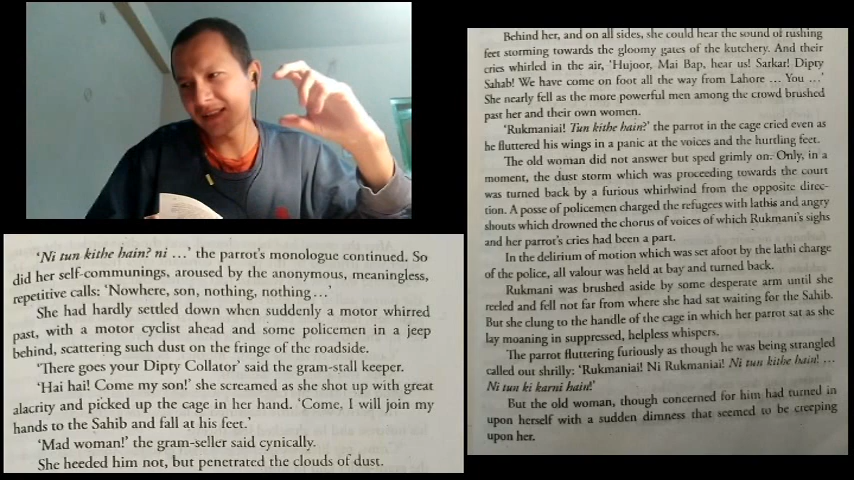 'Ni tun kithe hain? ni …' the parrot's monologue continued. So
did her self-communings, aroused by the anonymous, meaningless,
repetitive calls: 'Nowhere, son, nothing, nothing …'
She had hardly settled down when suddenly a motor whirred
past, with a motor cyclist ahead and some policemen in a jeep
behind, scattering such dust on the fringe of the roadside.
'There goes your Dipty Collator' said the gram-stall keeper.
'Hai hai! Come my son!' she screamed as she shot up with great
alacrity and picked up the cage in her hand. 'Come, I will join my
hands to the Sahib and fall at his feet.'
'Mad woman!' the gram-seller said cynically.
She heeded him not, but penetrated the clouds of dust.
Behind her, and on all sides, she could hear the sound of rushing
feet storming towards the gloomy gates of the kutchery. And their
cries whirled in the air, 'Hujoor, Mai Bap, hear us! Sarkar! Dipty
Sahab! We have come on foot all the way from Lahore … You …'
She nearly fell as the more powerful men among the crowd brushed
past her and their own women.
'Rukmaniai! Tun kithe hain?' the parrot in the cage cried even as
he fluttered his wings in a panic at the voices and the hurtling feet.
The old woman did not answer but sped grimly on. Only, in a
moment, the dust storm which was proceeding towards the court
was turned back by a furious whirlwind from the opposite direc-
tion. A posse of policemen charged the refugees with lathis and angry
shouts which drowned the chorus of voices of which Rukmani's sighs
and her parrot's cries had been a part.
In the delirium of motion which was set afoot by the lathi charge
of the police, all valour was held at bay and turned back.
Rukmani was brushed aside by some desperate arm until she
reeled and fell not far from where she had sat waiting for the Sahib.
But she clung to the handle of the cage in which her parrot sat as she
lay moaning in suppressed, helpless whispers.
The parrot fluttering furiously as though he was being strangled
called out shrilly: 'Rukmaniai! Ni Rukmaniai! Ni tun kithe hain! …
Ni tun ki karni hain!'
But the old woman, though concerned for him had turned in
upon herself with a sudden dimness that seemed to be creeping
upon her.